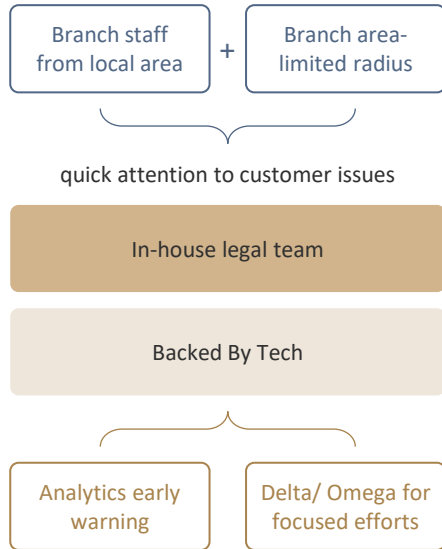 Branch staff
from local area
+
Branch area-
limited radius
quick attention to customer issues
In-house legal team
Backed By Tech
Analytics early
warning
Delta/ Omega for
focused efforts